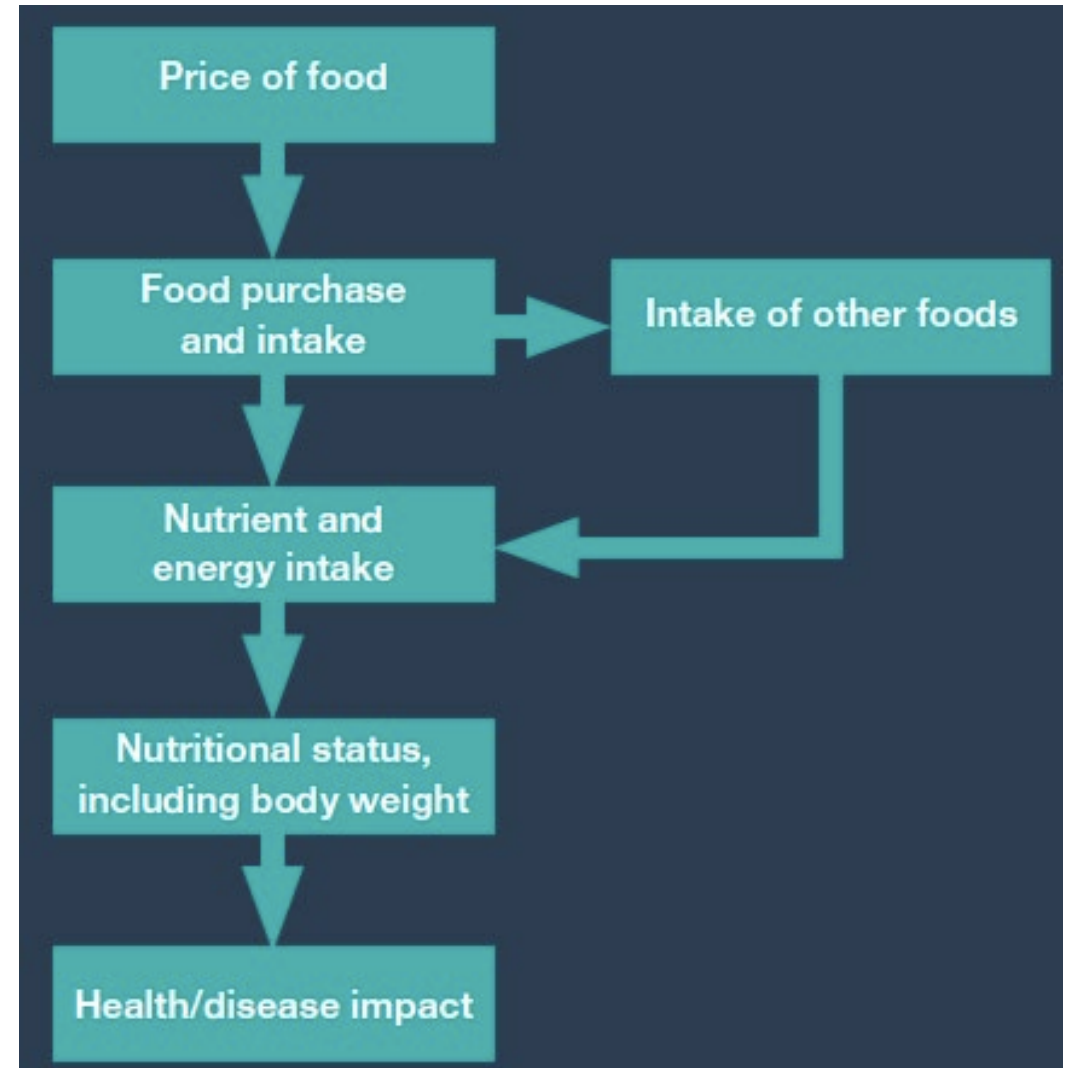 Price of food
Food purchase
and intake
Intake of other foods
Nutrient and
energy intake
Nutritional status,
including body weight
Health/disease impact